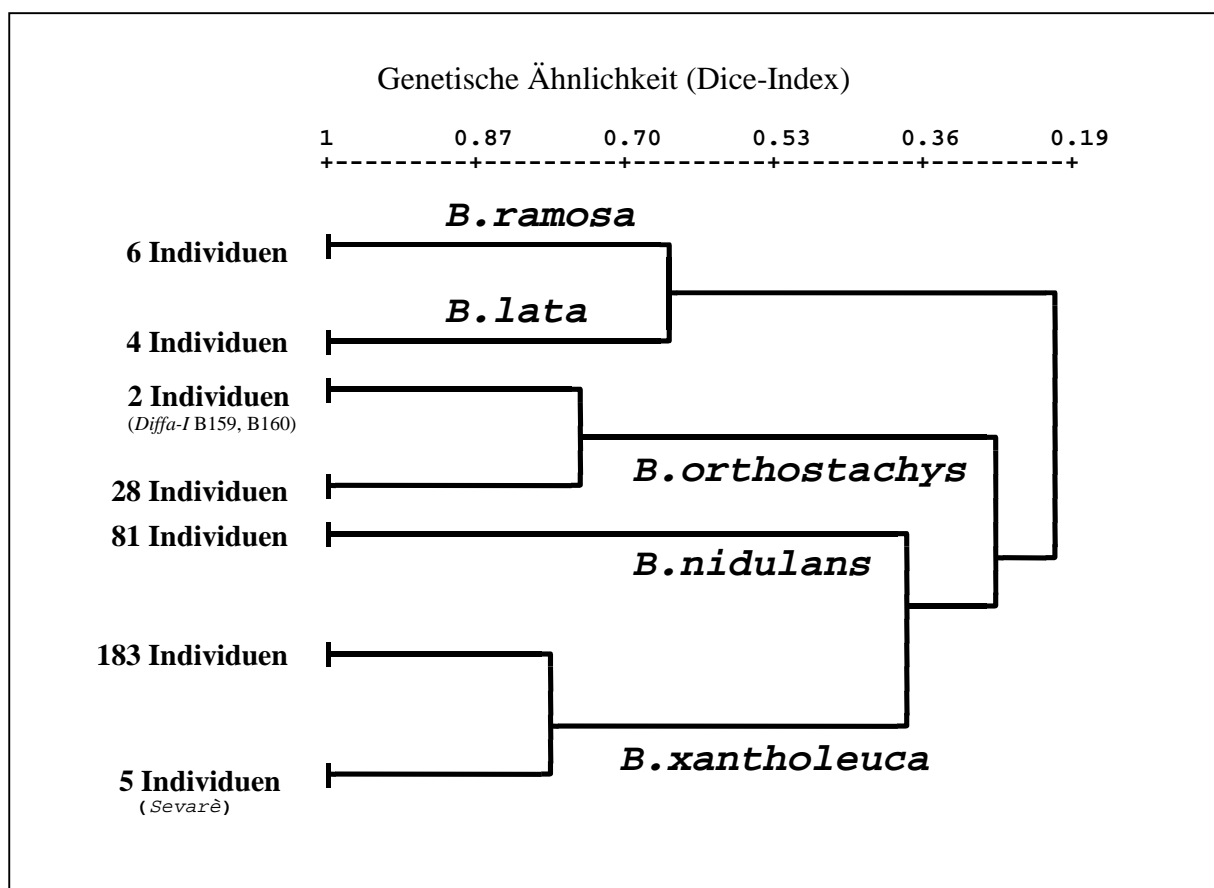 Genetische Ähnlichkeit (Dice-Index)
1 0.87 0.70 0.53 0.36 0.19
+---------+---------+---------+---------+---------+
B.ramosa
6 Individuen
B.lata
4 Individuen
2 Individuen
(Diffa-I B159, B160)
B.orthostachys
28 Individuen
81 Individuen
B.nidulans
183 Individuen
B.xantholeuca
5 Individuen
(Sevarè)